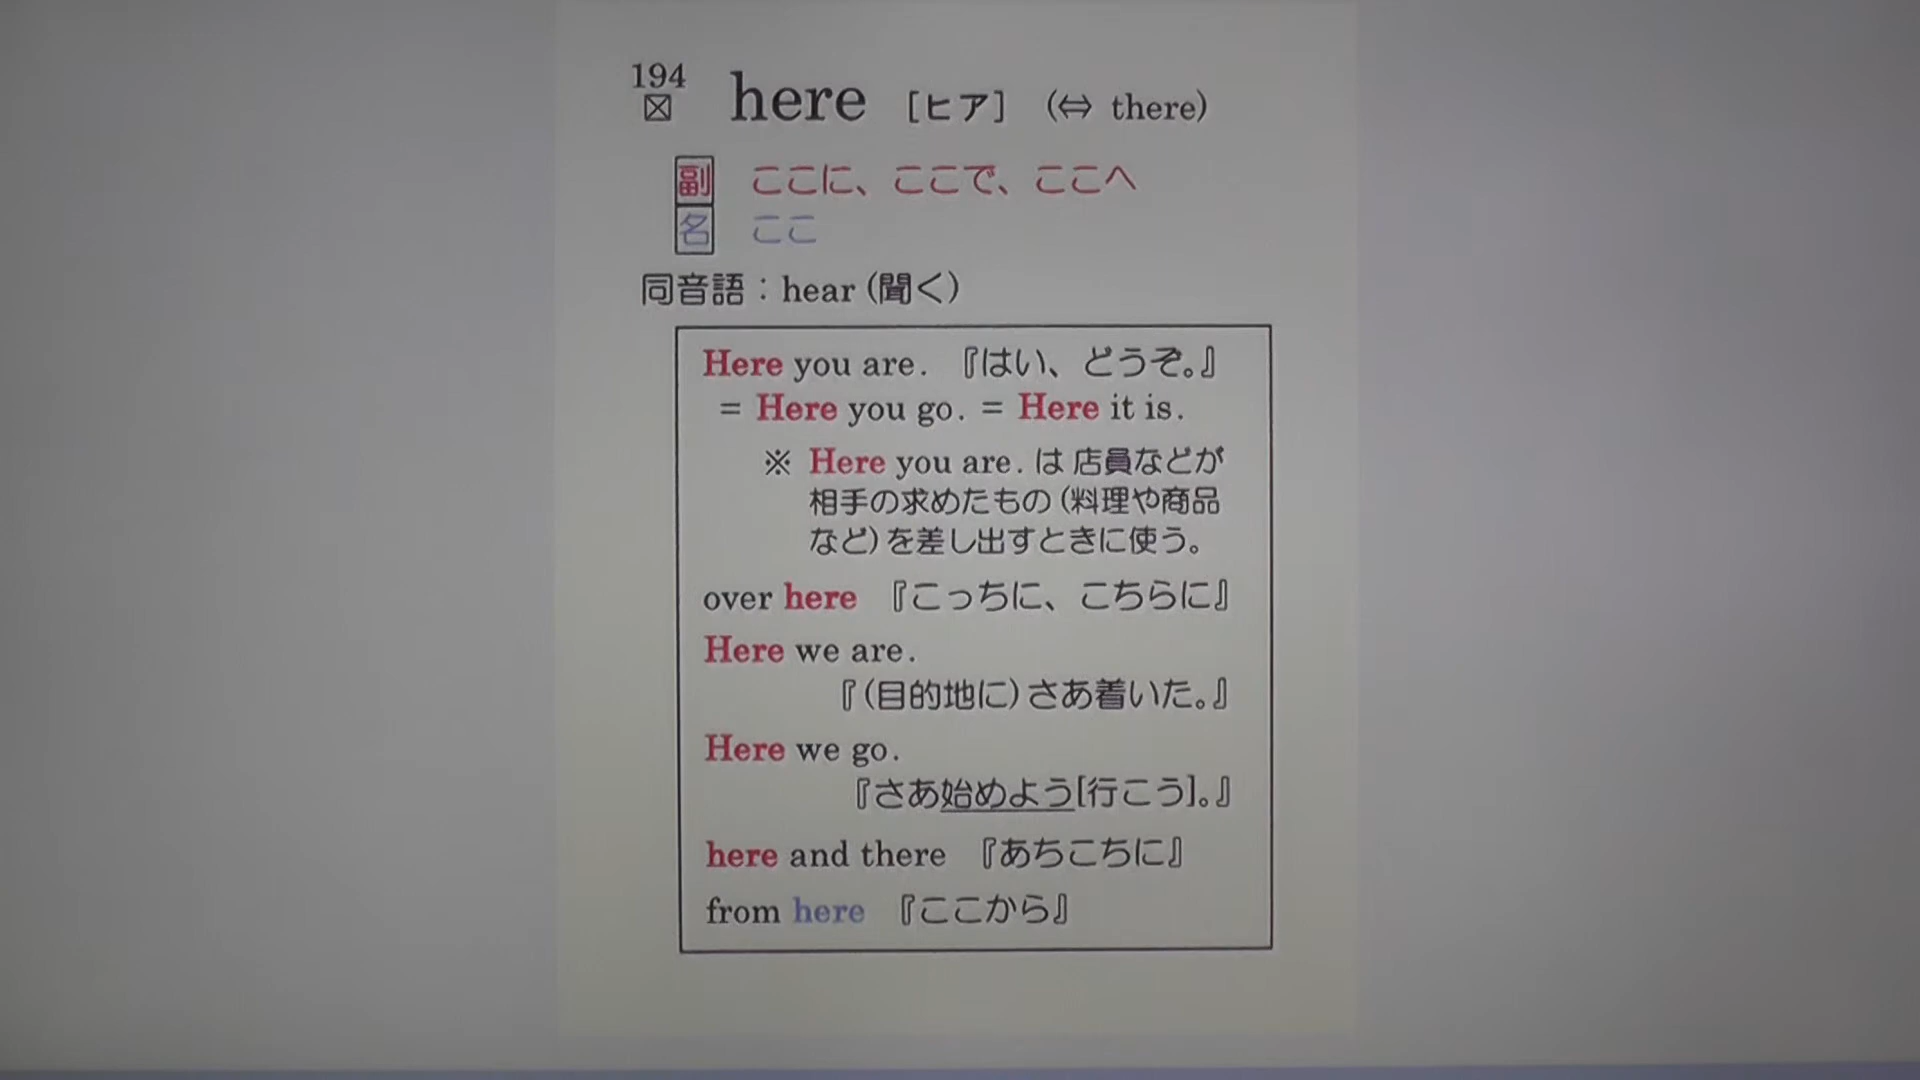 194
☒ here [ヒア] (⇔ there)
副 ここに、ここで、ここへ
名 ここ
同音語：hear (聞く)
Here you are. 『はい、どうぞ。』
= Here you go. = Here it is.
※ Here you are. は 店員などが
相手の求めたもの (料理や商品
など) を差し出すときに使う。
over here 『こっちに、こちらに』
Here we are.
『(目的地に) さあ着いた。』
Here we go.
『さあ始めよう[行こう]。』
here and there 『あちこちに』
from here 『ここから』